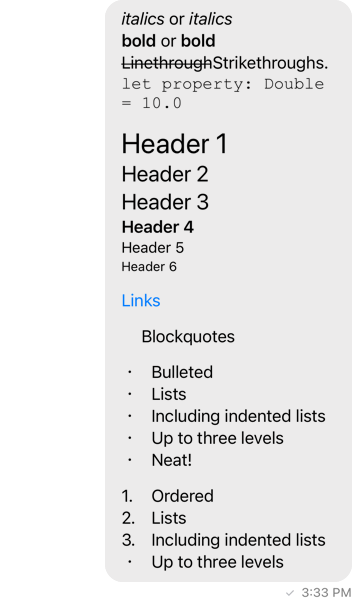 italics or italics
bold or bold
LinethroughStrikethroughs.
let property: Double
= 10.0
Header 1
Header 2
Header 3
Header 4
Header 5
Header 6
Links
Blockquotes
· Bulleted
· Lists
· Including indented lists
· Up to three levels
· Neat!
1. Ordered
2. Lists
3. Including indented lists
· Up to three levels
✓ 3:33 PM